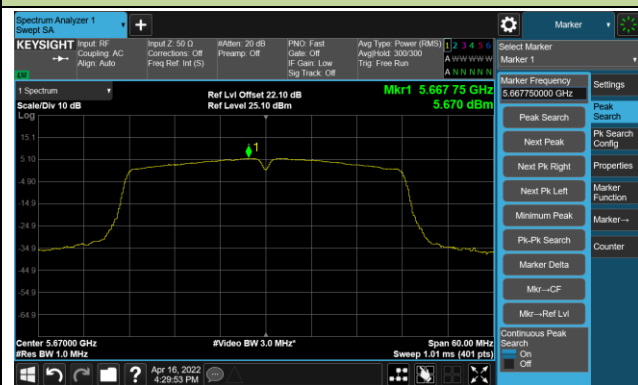 Spectrum Analyzer 1
Swept SA
+
Marker
KEYSIGHT
Input: RF
Coupling: AC
Align: Auto
Input Z: 50 Ω
Corrections: Off
Freq Ref: Int (S)
#Atten: 20 dB
Preamp: Off
PNO: Fast
Gate: Off
IF Gain: Low
Sig Track: Off
Avg Type: Power (RMS)
Avg|Hold: 300/300
Trig: Free Run
1 2 3 4 5 6
A W W W W W
A N N N N N
LXI
Select Marker
Marker 1
1 Spectrum
Scale/Div 10 dB
Log
Ref Lvl Offset 22.10 dB
Ref Level 25.10 dBm
Mkr1 5.667 75 GHz
5.670 dBm
1
15.1
5.10
-4.90
-14.9
-24.9
-34.9
-44.9
-54.9
-64.9
Center 5.67000 GHz
#Res BW 1.0 MHz
#Video BW 3.0 MHz*
Span 60.00 MHz
Sweep 1.01 ms (401 pts)
Marker Frequency
5.667750000 GHz
Peak Search
Next Peak
Next Pk Right
Next Pk Left
Minimum Peak
Pk-Pk Search
Marker Delta
Mkr→CF
Mkr→Ref Lvl
Continuous Peak
Search
On
Off
Settings
Peak
Search
Pk Search
Config
Properties
Marker
Function
Marker→
Counter
?
Apr 16, 2022
4:29:53 PM